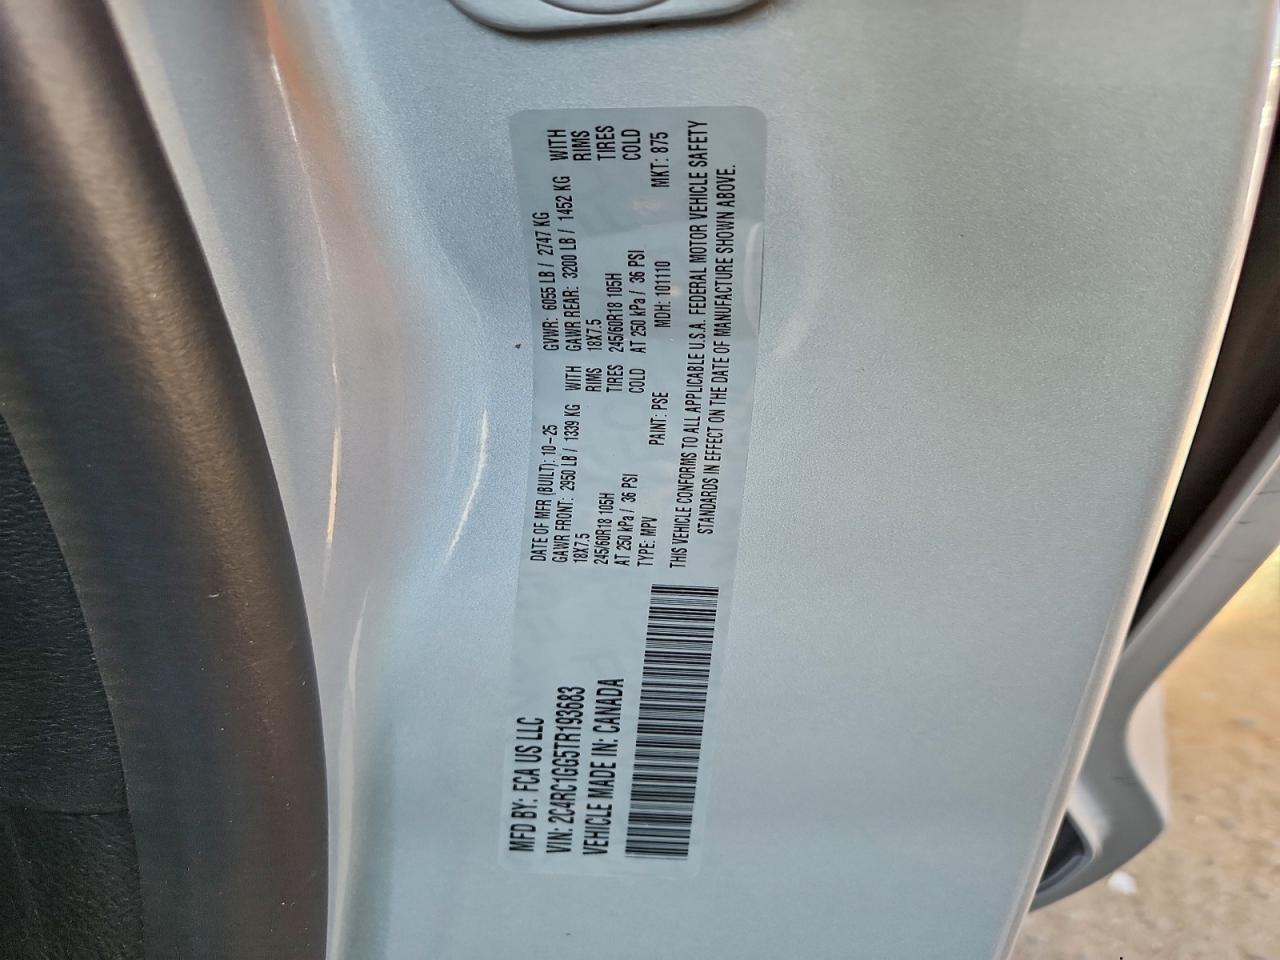 MFD BY: FCA US LLC
VIN: 2C4RC1GG5TR193683
VEHICLE MADE IN: CANADA
DATE OF MFR (BUILT): 10-25 GVWR: 6055 LB / 2747 KG
GAWR FRONT: 2950 LB / 1339 KG WITH GAWR REAR: 3200 LB / 1452 KG WITH
18X7.5 RIMS 18X7.5 RIMS
245/60R18 105H TIRES 245/60R18 105H TIRES
AT 250 kPa / 36 PSI COLD AT 250 kPa / 36 PSI COLD
TYPE: MPV PAINT: PSE MDH: 101110 MKT: 875
THIS VEHICLE CONFORMS TO ALL APPLICABLE U.S.A. FEDERAL MOTOR VEHICLE SAFETY
STANDARDS IN EFFECT ON THE DATE OF MANUFACTURE SHOWN ABOVE.